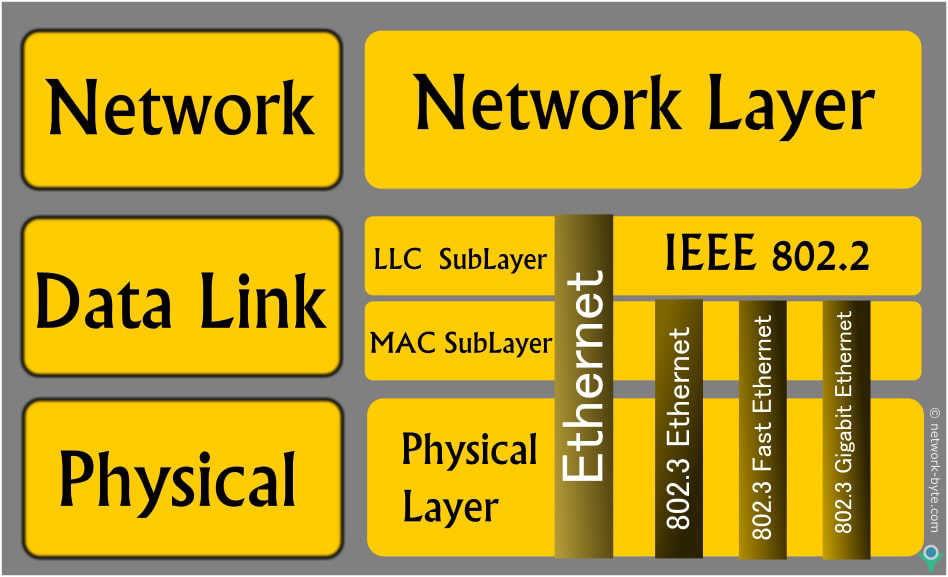 Network
Network Layer
Data Link
LLC SubLayer
IEEE 802.2
MAC SubLayer
Ethernet
802.3 Ethernet
802.3 Fast Ethernet
802.3 Gigabit Ethernet
Physical
Physical
Layer
© network-byte.com